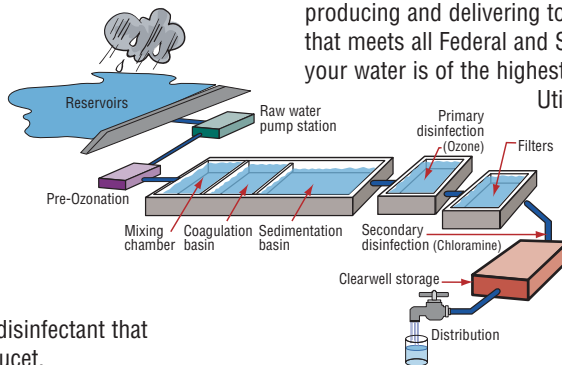 producing and delivering to
that meets all Federal and S
your water is of the highest
Uti
Reservoirs
Raw water
pump station
Primary
disinfection
(Ozone)
Filters
Pre-Ozonation
Mixing
chamber
Coagulation
basin
Sedimentation
basin
Secondary
disinfection (Chloramine)
Clearwell storage
Distribution
disinfectant that
ucet.